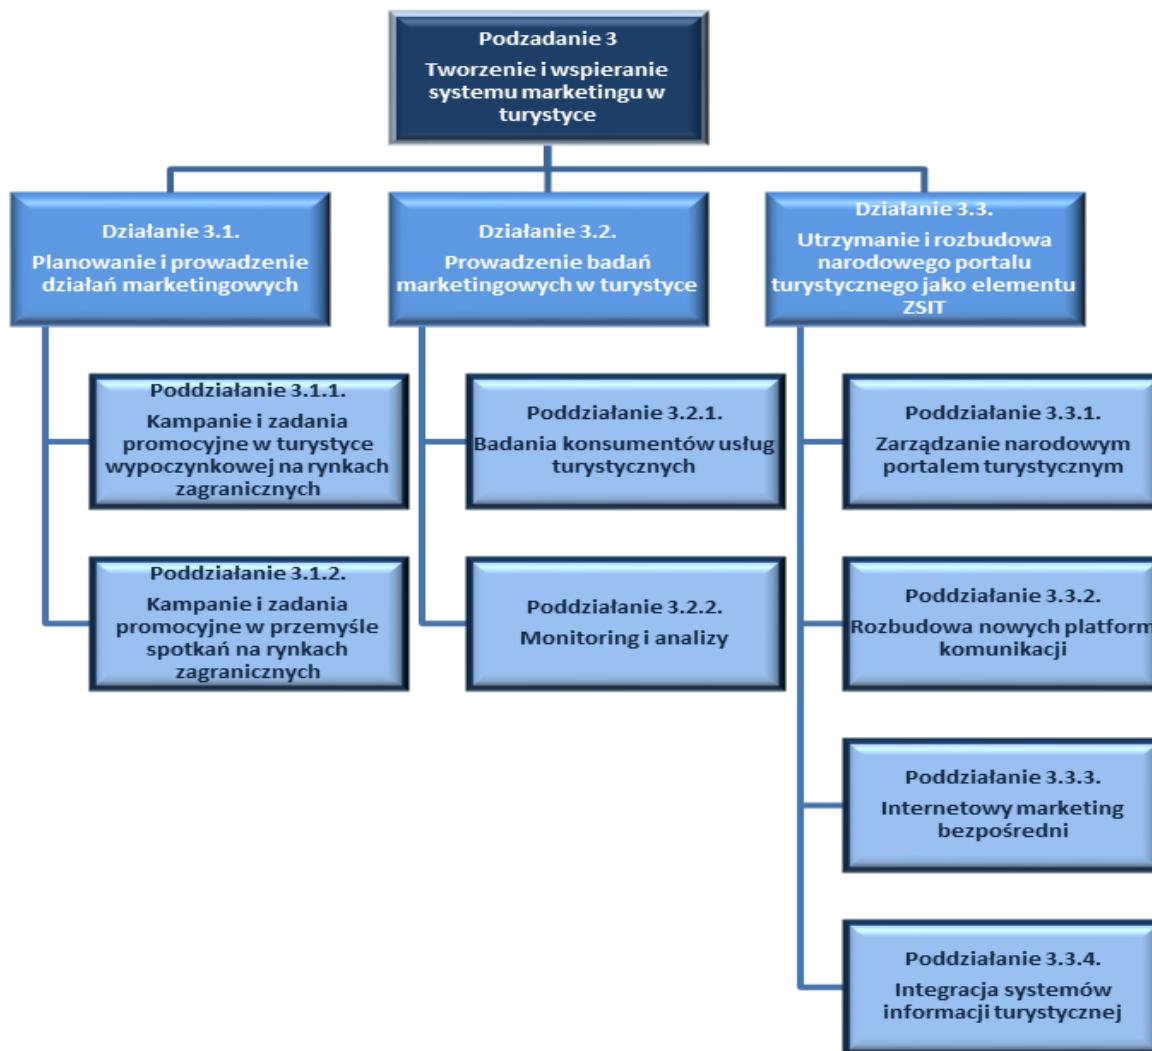 Podzadanie 3
Tworzenie i wspieranie
systemu marketingu w
turystyce
Działanie 3.1.
Planowanie i prowadzenie
działań marketingowych
Poddziałanie 3.1.1.
Kampanie i zadania
promocyjne w turystyce
wypoczynkowej na rynkach
zagranicznych
Poddziałanie 3.1.2.
Kampanie i zadania
promocyjne w przemyśle
spotkań na rynkach
zagranicznych
Działanie 3.2.
Prowadzenie badań
marketingowych w turystyce
Poddziałanie 3.2.1.
Badania konsumentów usług
turystycznych
Poddziałanie 3.2.2.
Monitoring i analizy
Działanie 3.3.
Utrzymanie i rozbudowa
narodowego portalu
turystycznego jako elementu
ZSIT
Poddziałanie 3.3.1.
Zarządzanie narodowym
portalem turystycznym
Poddziałanie 3.3.2.
Rozbudowa nowych platform
komunikacji
Poddziałanie 3.3.3.
Internetowy marketing
bezpośredni
Poddziałanie 3.3.4.
Integracja systemów
informacji turystycznej